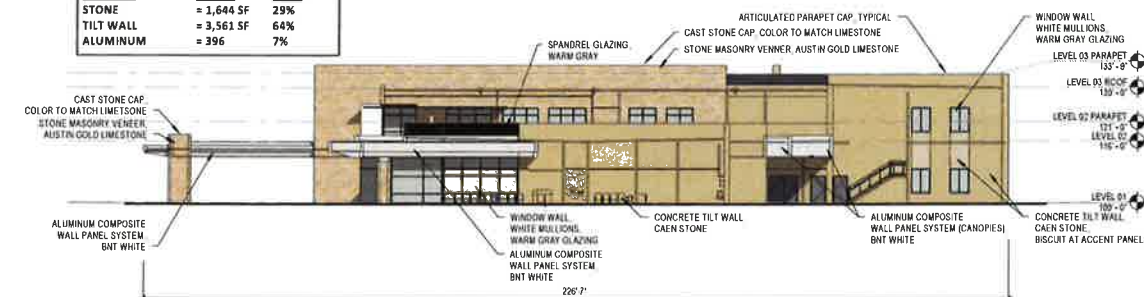 STONE = 1,644 SF 29%
TILT WALL = 3,561 SF 64%
ALUMINUM = 396 7%
ARTICULATED PARAPET CAP, TYPICAL
CAST STONE CAP, COLOR TO MATCH LIMESTONE
STONE MASONRY VENNER, AUSTIN GOLD LIMESTONE
SPANDREL GLAZING,
WARM GRAY
WINDOW WALL,
WHITE MULLIONS,
WARM GRAY GLAZING
LEVEL 03 PARAPET
133'-9"
LEVEL 03 ROOF
130'-0"
LEVEL 02 PARAPET
121'-0"
LEVEL 02
116'-0"
LEVEL 01
100'-0"
CAST STONE CAP,
COLOR TO MATCH LIMETSONE
STONE MASONRY VENEER,
AUSTIN GOLD LIMESTONE
ALUMINUM COMPOSITE
WALL PANEL SYSTEM
BNT WHITE
WINDOW WALL,
WHITE MULLIONS,
WARM GRAY GLAZING
ALUMINUM COMPOSITE
WALL PANEL SYSTEM
BNT WHITE
CONCRETE TILT WALL
CAEN STONE
ALUMINUM COMPOSITE
WALL PANEL SYSTEM (CANOPIES)
BNT WHITE
CONCRETE TILT WALL
CAEN STONE,
BISCUIT AT ACCENT PANEL
226'-7"